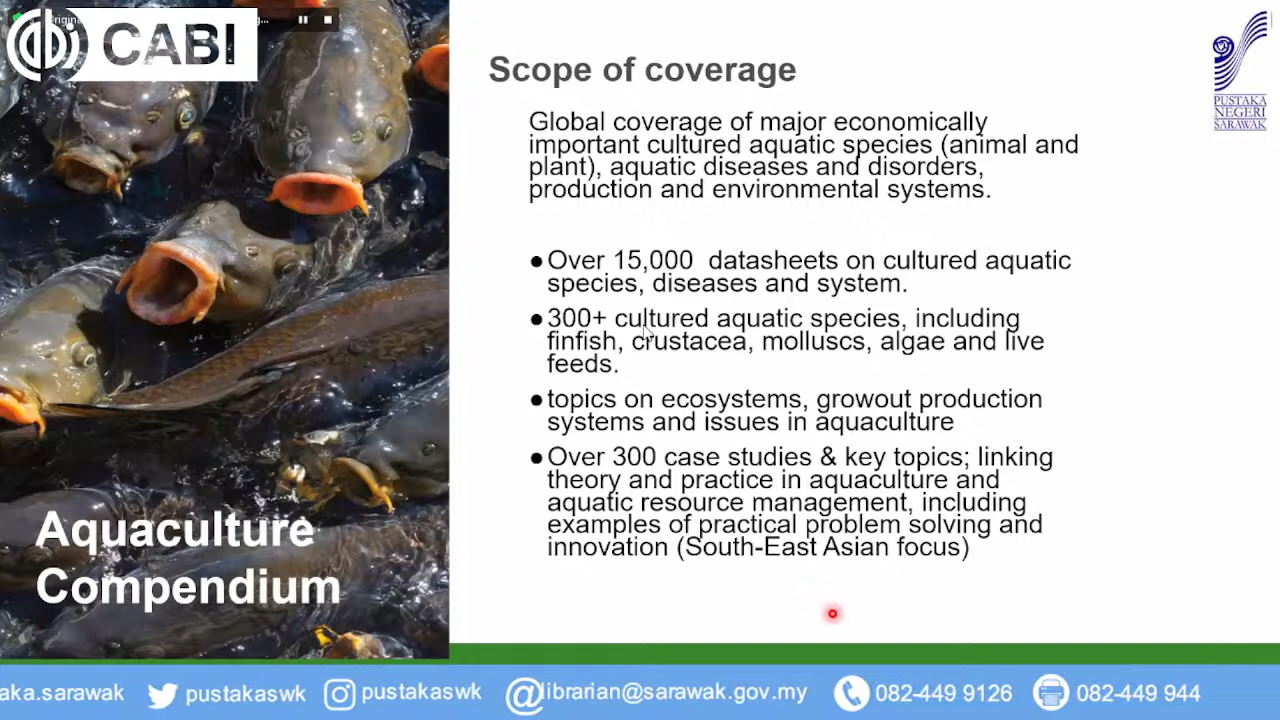 CABI
Scope of coverage
PUSTAKA
NEGERI
SARAWAK
Global coverage of major economically
important cultured aquatic species (animal and
plant), aquatic diseases and disorders,
production and environmental systems.
●Over 15,000 datasheets on cultured aquatic
species, diseases and system.
●300+ cultured aquatic species, including
finfish, crustacea, molluscs, algae and live
feeds.
●topics on ecosystems, growout production
systems and issues in aquaculture
●Over 300 case studies & key topics; linking
theory and practice in aquaculture and
aquatic resource management, including
examples of practical problem solving and
innovation (South-East Asian focus)
Aquaculture
Compendium
aka.sarawak pustakaswk pustakaswk @librarian@sarawak.gov.my 082-449 9126 082-449 944